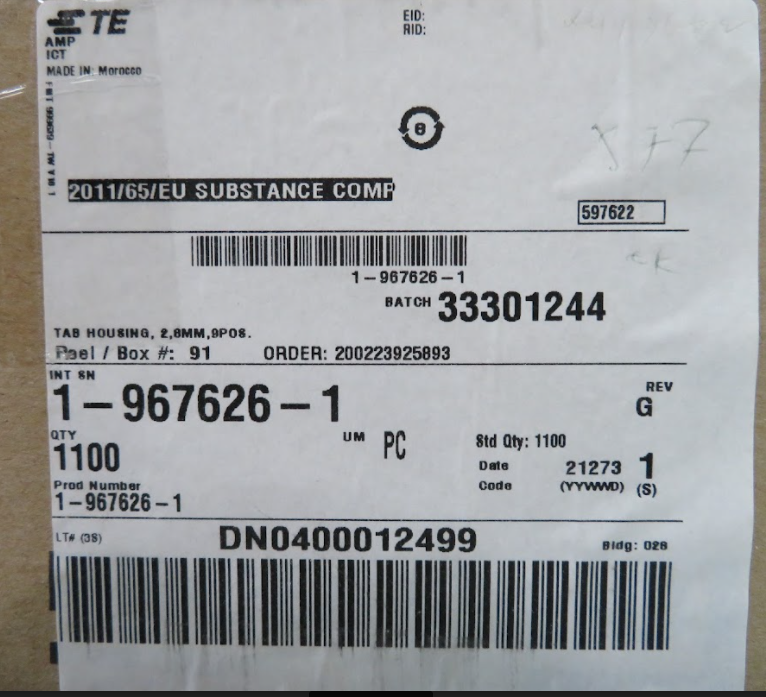 TE
EID:
RID:
AMP
ICT
MADE IN: Morocco
e
577
2011/65/EU SUBSTANCE COMP
597622
1-967626-1
BATCH 33301244
TAB HOUSING, 2,8MM,9POS.
Reel / Box #: 91 ORDER: 200223925893
INT SN
1-967626-1
REV
G
QTY
1100
UM PC
Std Qty: 1100
Date Code 21273 (YYWWD)
1 (S)
Prod Number
1-967626-1
LT# (3S) DN0400012499 Bldg: 026